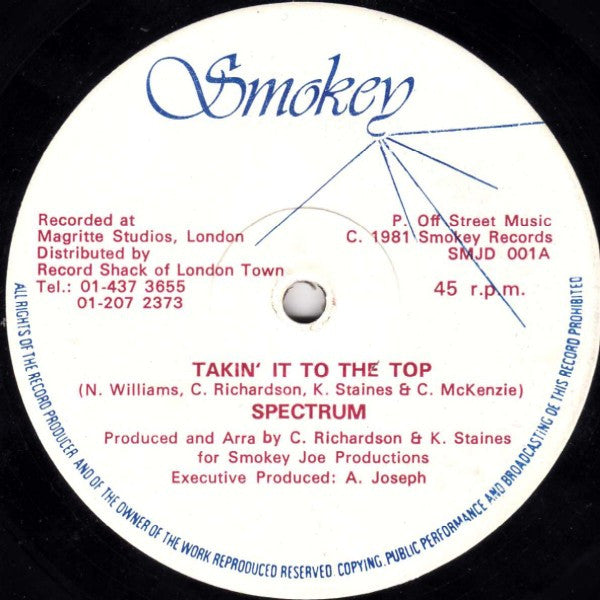 Smokey
Recorded at
Magritte Studios, London
Distributed by
Record Shack of London Town
Tel.: 01-437 3655
01-207 2373
P. Off Street Music
C. 1981 Smokey Records
SMJD 001A
45 r.p.m.
TAKIN' IT TO THE TOP
(N. Williams, C. Richardson, K. Staines & C. McKenzie)
SPECTRUM
Produced and Arra by C. Richardson & K. Staines
for Smokey Joe Productions
Executive Produced: A. Joseph
ALL RIGHTS OF THE RECORD PRODUCER AND OF THE OWNER OF THE WORK REPRODUCED RESERVED. COPYING, PUBLIC PERFORMANCE AND BROADCASTING OE THIS RECORD PROHIBITED